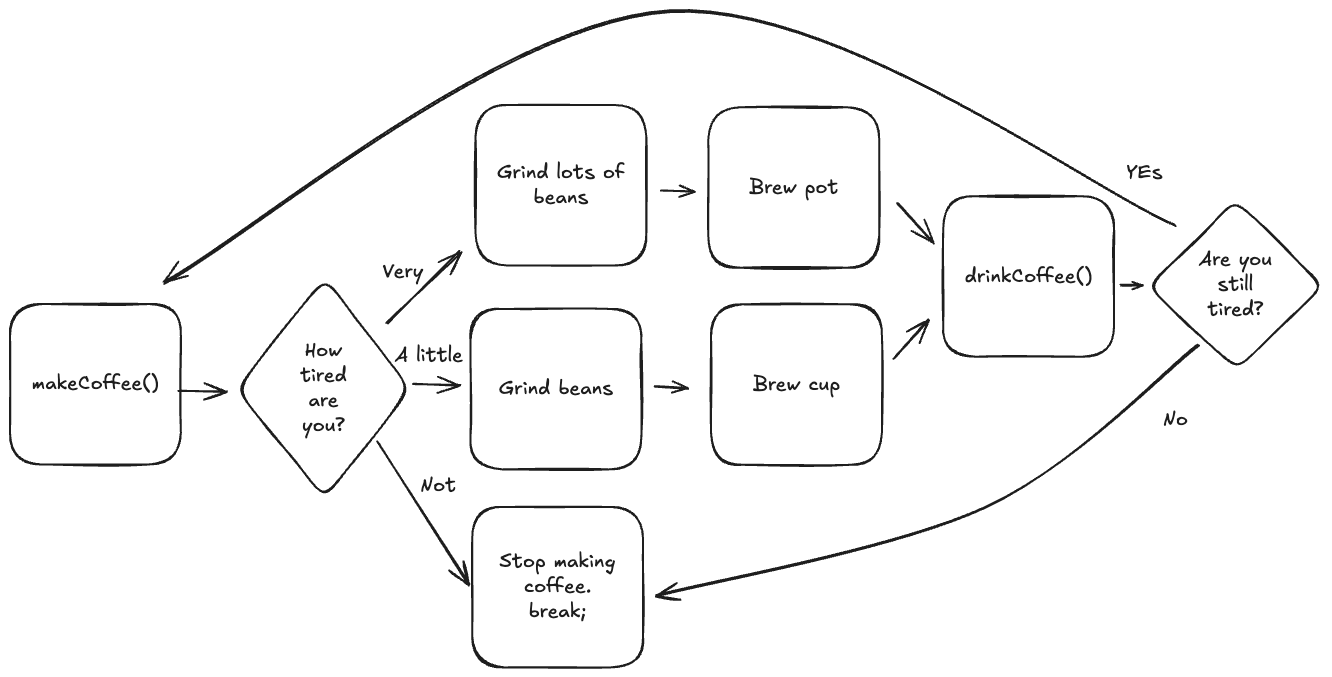 YEs
Grind lots of
beans
Brew pot
drinkCoffee()
Are you
still
tired?
Very
makeCoffee()
How
tired
are
you?
A little
Grind beans
Brew cup
No
Not
Stop making
coffee.
break;